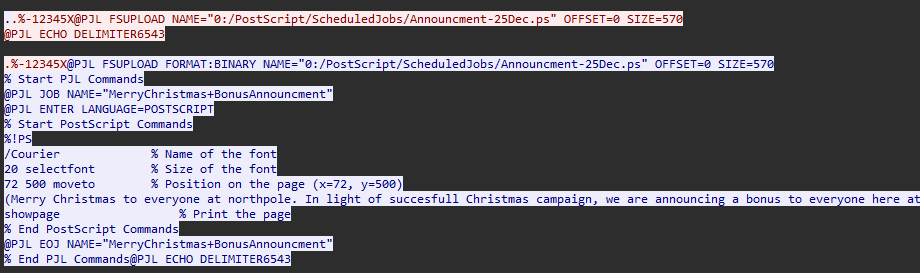 ..%-12345X@PJL FSUPLOAD NAME="0:/PostScript/ScheduledJobs/Announcment-25Dec.ps" OFFSET=0 SIZE=570
@PJL ECHO DELIMITER6543
.%-12345X@PJL FSUPLOAD FORMAT:BINARY NAME="0:/PostScript/ScheduledJobs/Announcment-25Dec.ps" OFFSET=0 SIZE=570
% Start PJL Commands
@PJL JOB NAME="MerryChristmas+BonusAnnouncment"
@PJL ENTER LANGUAGE=POSTSCRIPT
% Start PostScript Commands
%!PS
/Courier % Name of the font
20 selectfont % Size of the font
72 500 moveto % Position on the page (x=72, y=500)
(Merry Christmas to everyone at northpole. In light of succesfull Christmas campaign, we are announcing a bonus to everyone here at
showpage % Print the page
% End PostScript Commands
@PJL EOJ NAME="MerryChristmas+BonusAnnouncment"
% End PJL Commands@PJL ECHO DELIMITER6543